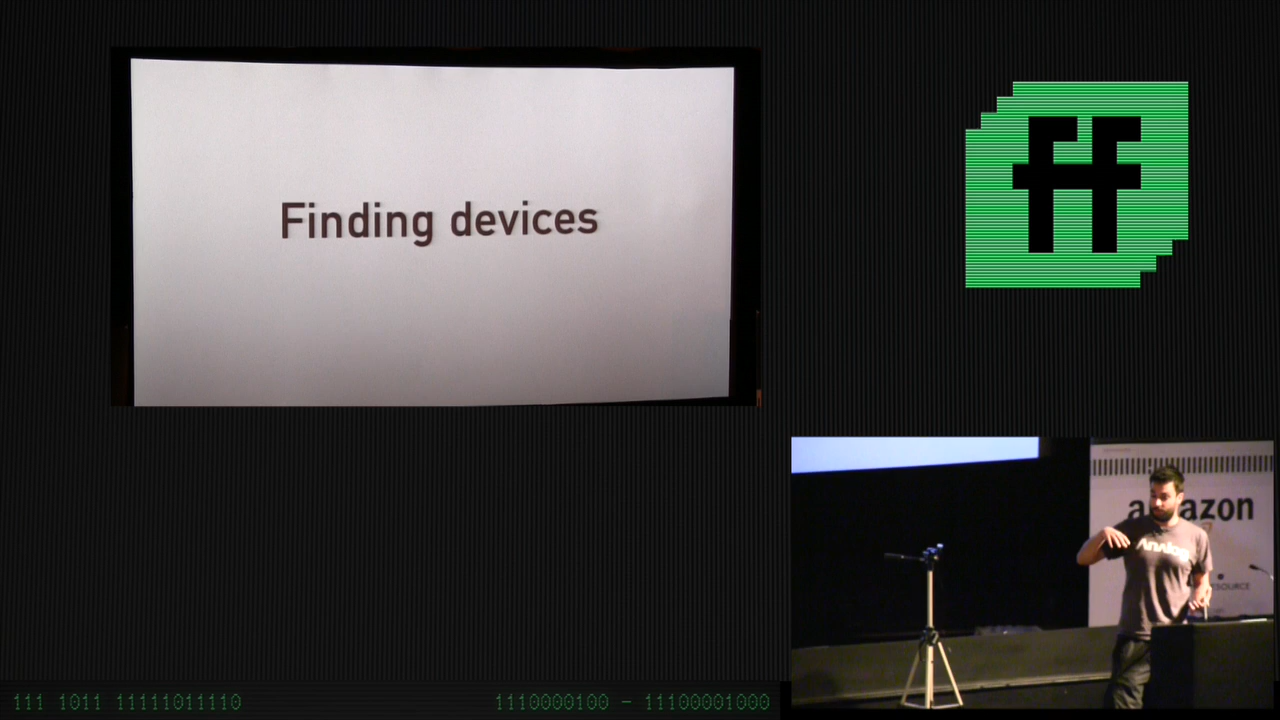 Finding devices
ff
amazon
111 1011 11111011110
1110000100 - 11100001000